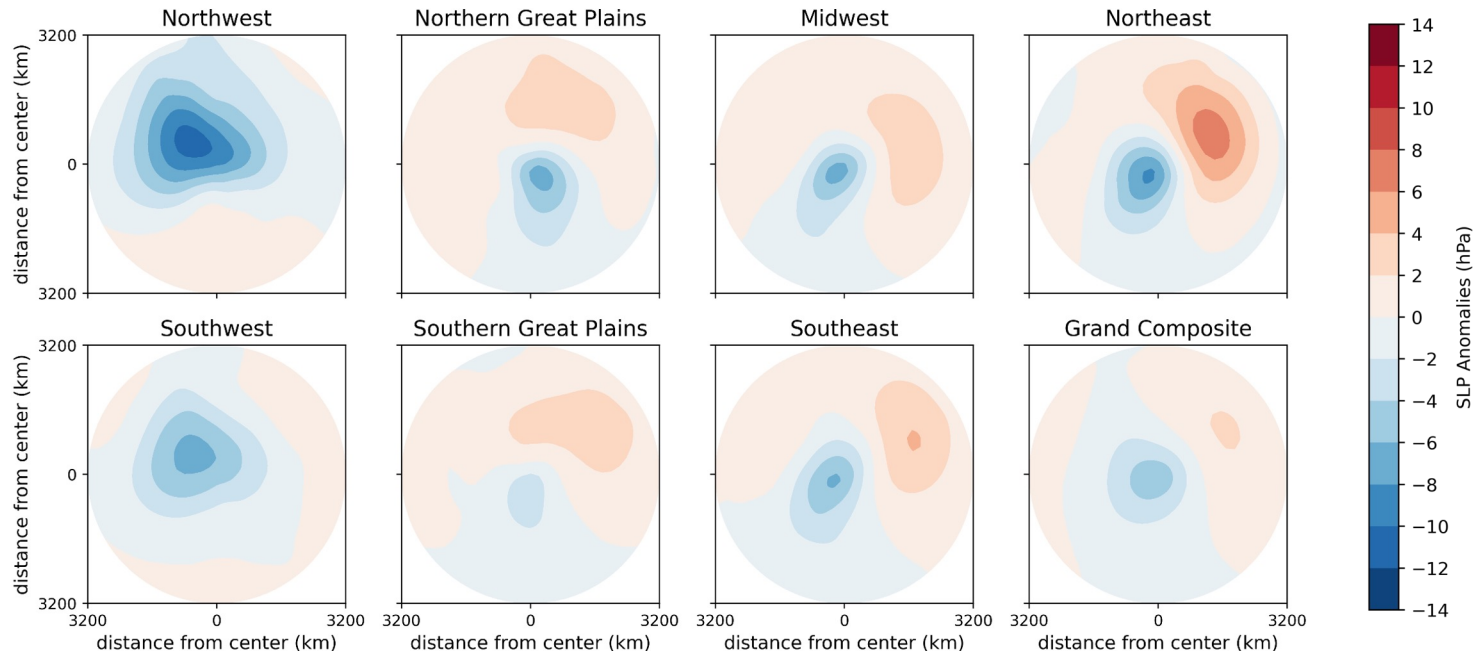 Northwest
Northern Great Plains
Midwest
Northeast
3200
0
3200
distance from center (km)
Southwest
Southern Great Plains
Southeast
Grand Composite
3200
0
3200
distance from center (km)
3200 0 3200
3200 0 3200
3200 0 3200
3200 0 3200
distance from center (km)
distance from center (km)
distance from center (km)
distance from center (km)
14
12
10
8
6
4
2
0
−2
−4
−6
−8
−10
−12
−14
SLP Anomalies (hPa)